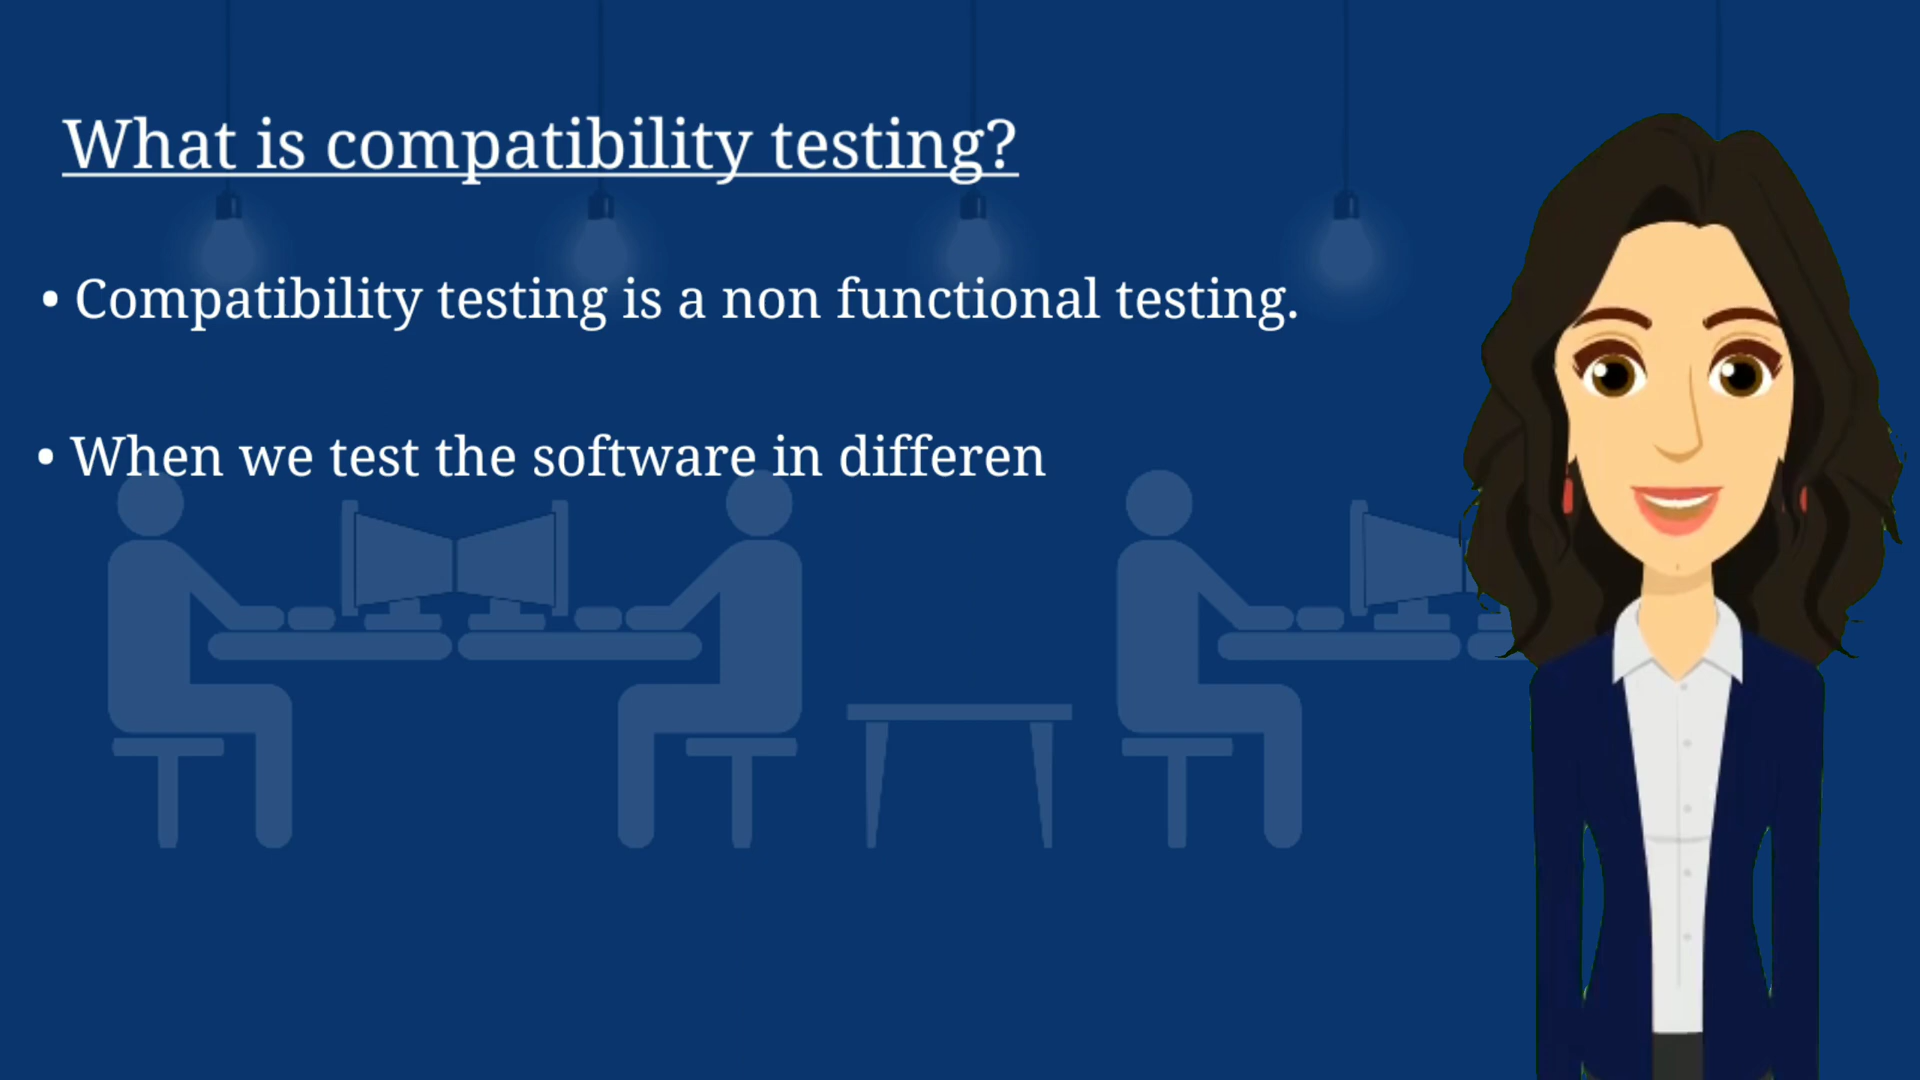 What is compatibility testing?
• Compatibility testing is a non functional testing.
• When we test the software in differen